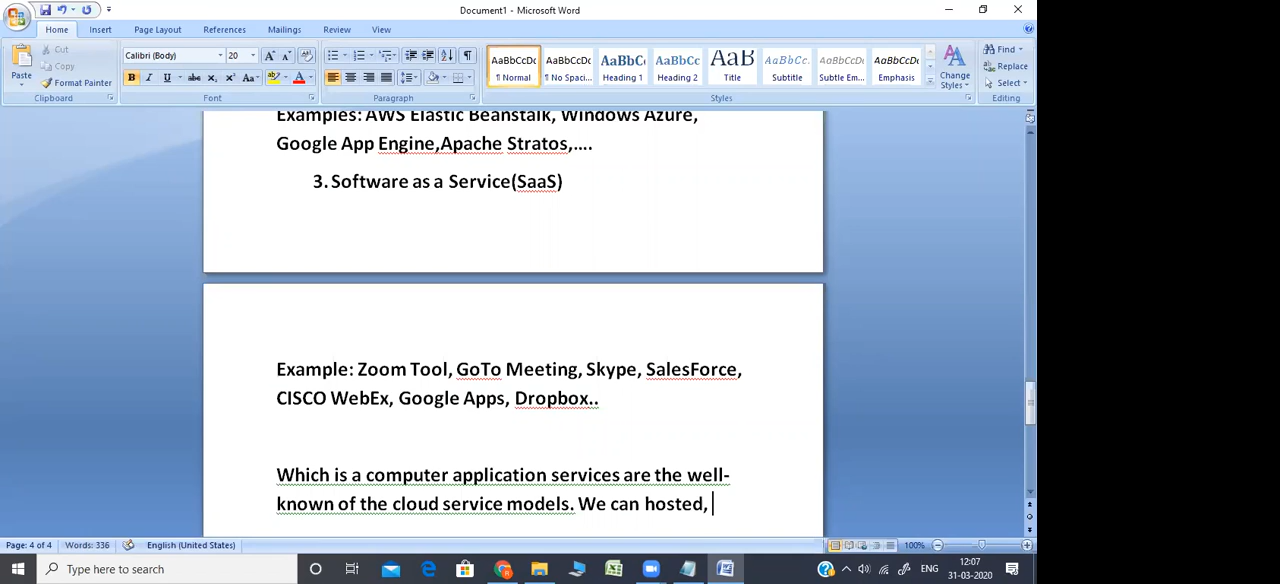 Document1 - Microsoft Word
Home Insert Page Layout References Mailings Review View
Cut
Copy
Format Painter
Paste
Calibri (Body) 20
AaBbCcDc AaBbCcDc AaBbC AaBbCc AaB AaBbCc. AaBbCcDc AaBbCcDc
¶ Normal ¶ No Spaci... Heading 1 Heading 2 Title Subtitle Subtle Em... Emphasis
Change Styles
Find
Replace
Select
Clipboard Font Paragraph Styles Editing
Examples: AWS Elastic Beanstalk, Windows Azure,
Google App Engine,Apache Stratos,....
3. Software as a Service(SaaS)
Example: Zoom Tool, GoTo Meeting, Skype, SalesForce,
CISCO WebEx, Google Apps, Dropbox..
Which is a computer application services are the well-
known of the cloud service models. We can hosted,
Page: 4 of 4 Words: 336 English (United States) 100%
Type here to search
ENG
12:07
31-03-2020